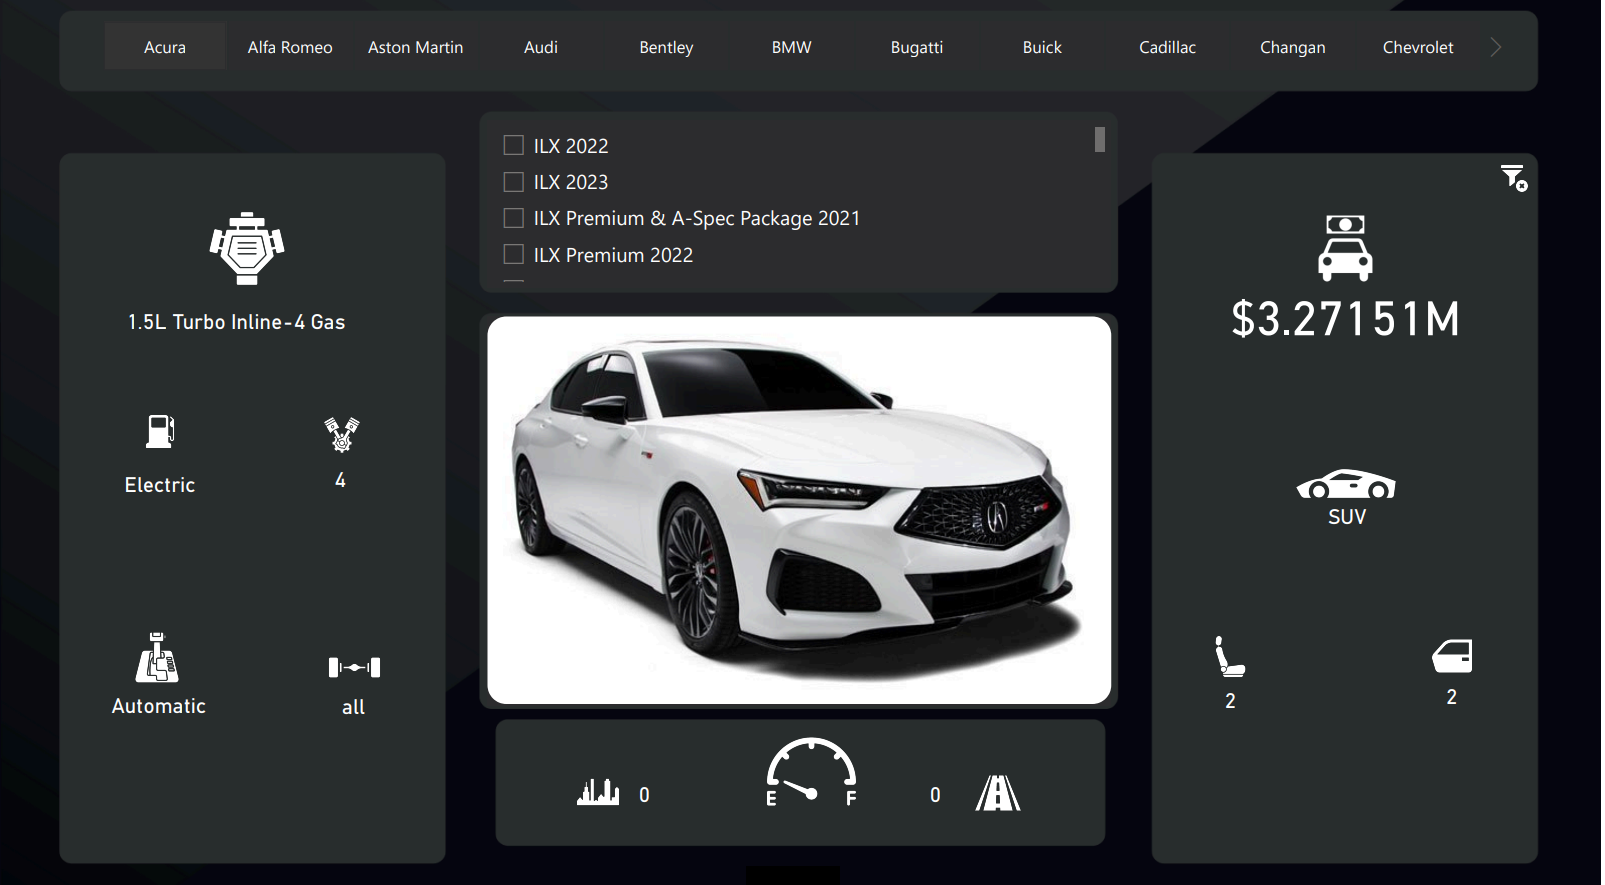 Acura Alfa Romeo Aston Martin Audi Bentley BMW Bugatti Buick Cadillac Changan Chevrolet
ILX 2022
ILX 2023
ILX Premium & A-Spec Package 2021
ILX Premium 2022
1.5L Turbo Inline-4 Gas
Electric
4
Automatic
all
0
E F
0
$3.27151M
SUV
2
2